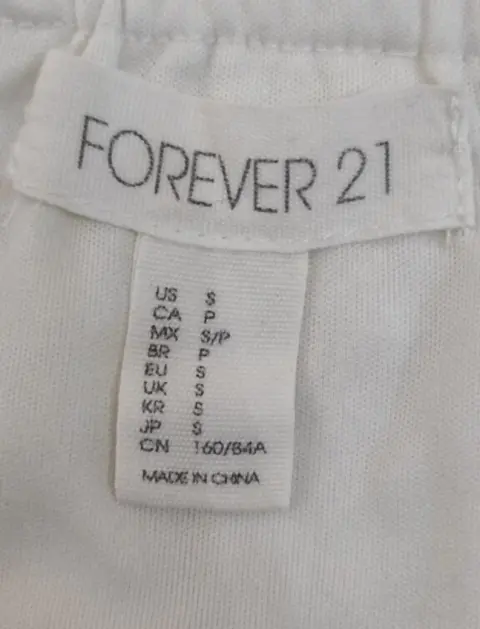 FOREVER 21
US S
CA P
MX S/P
BR P
EU S
UK S
KR S
JP S
CN 160/84A
MADE IN CHINA